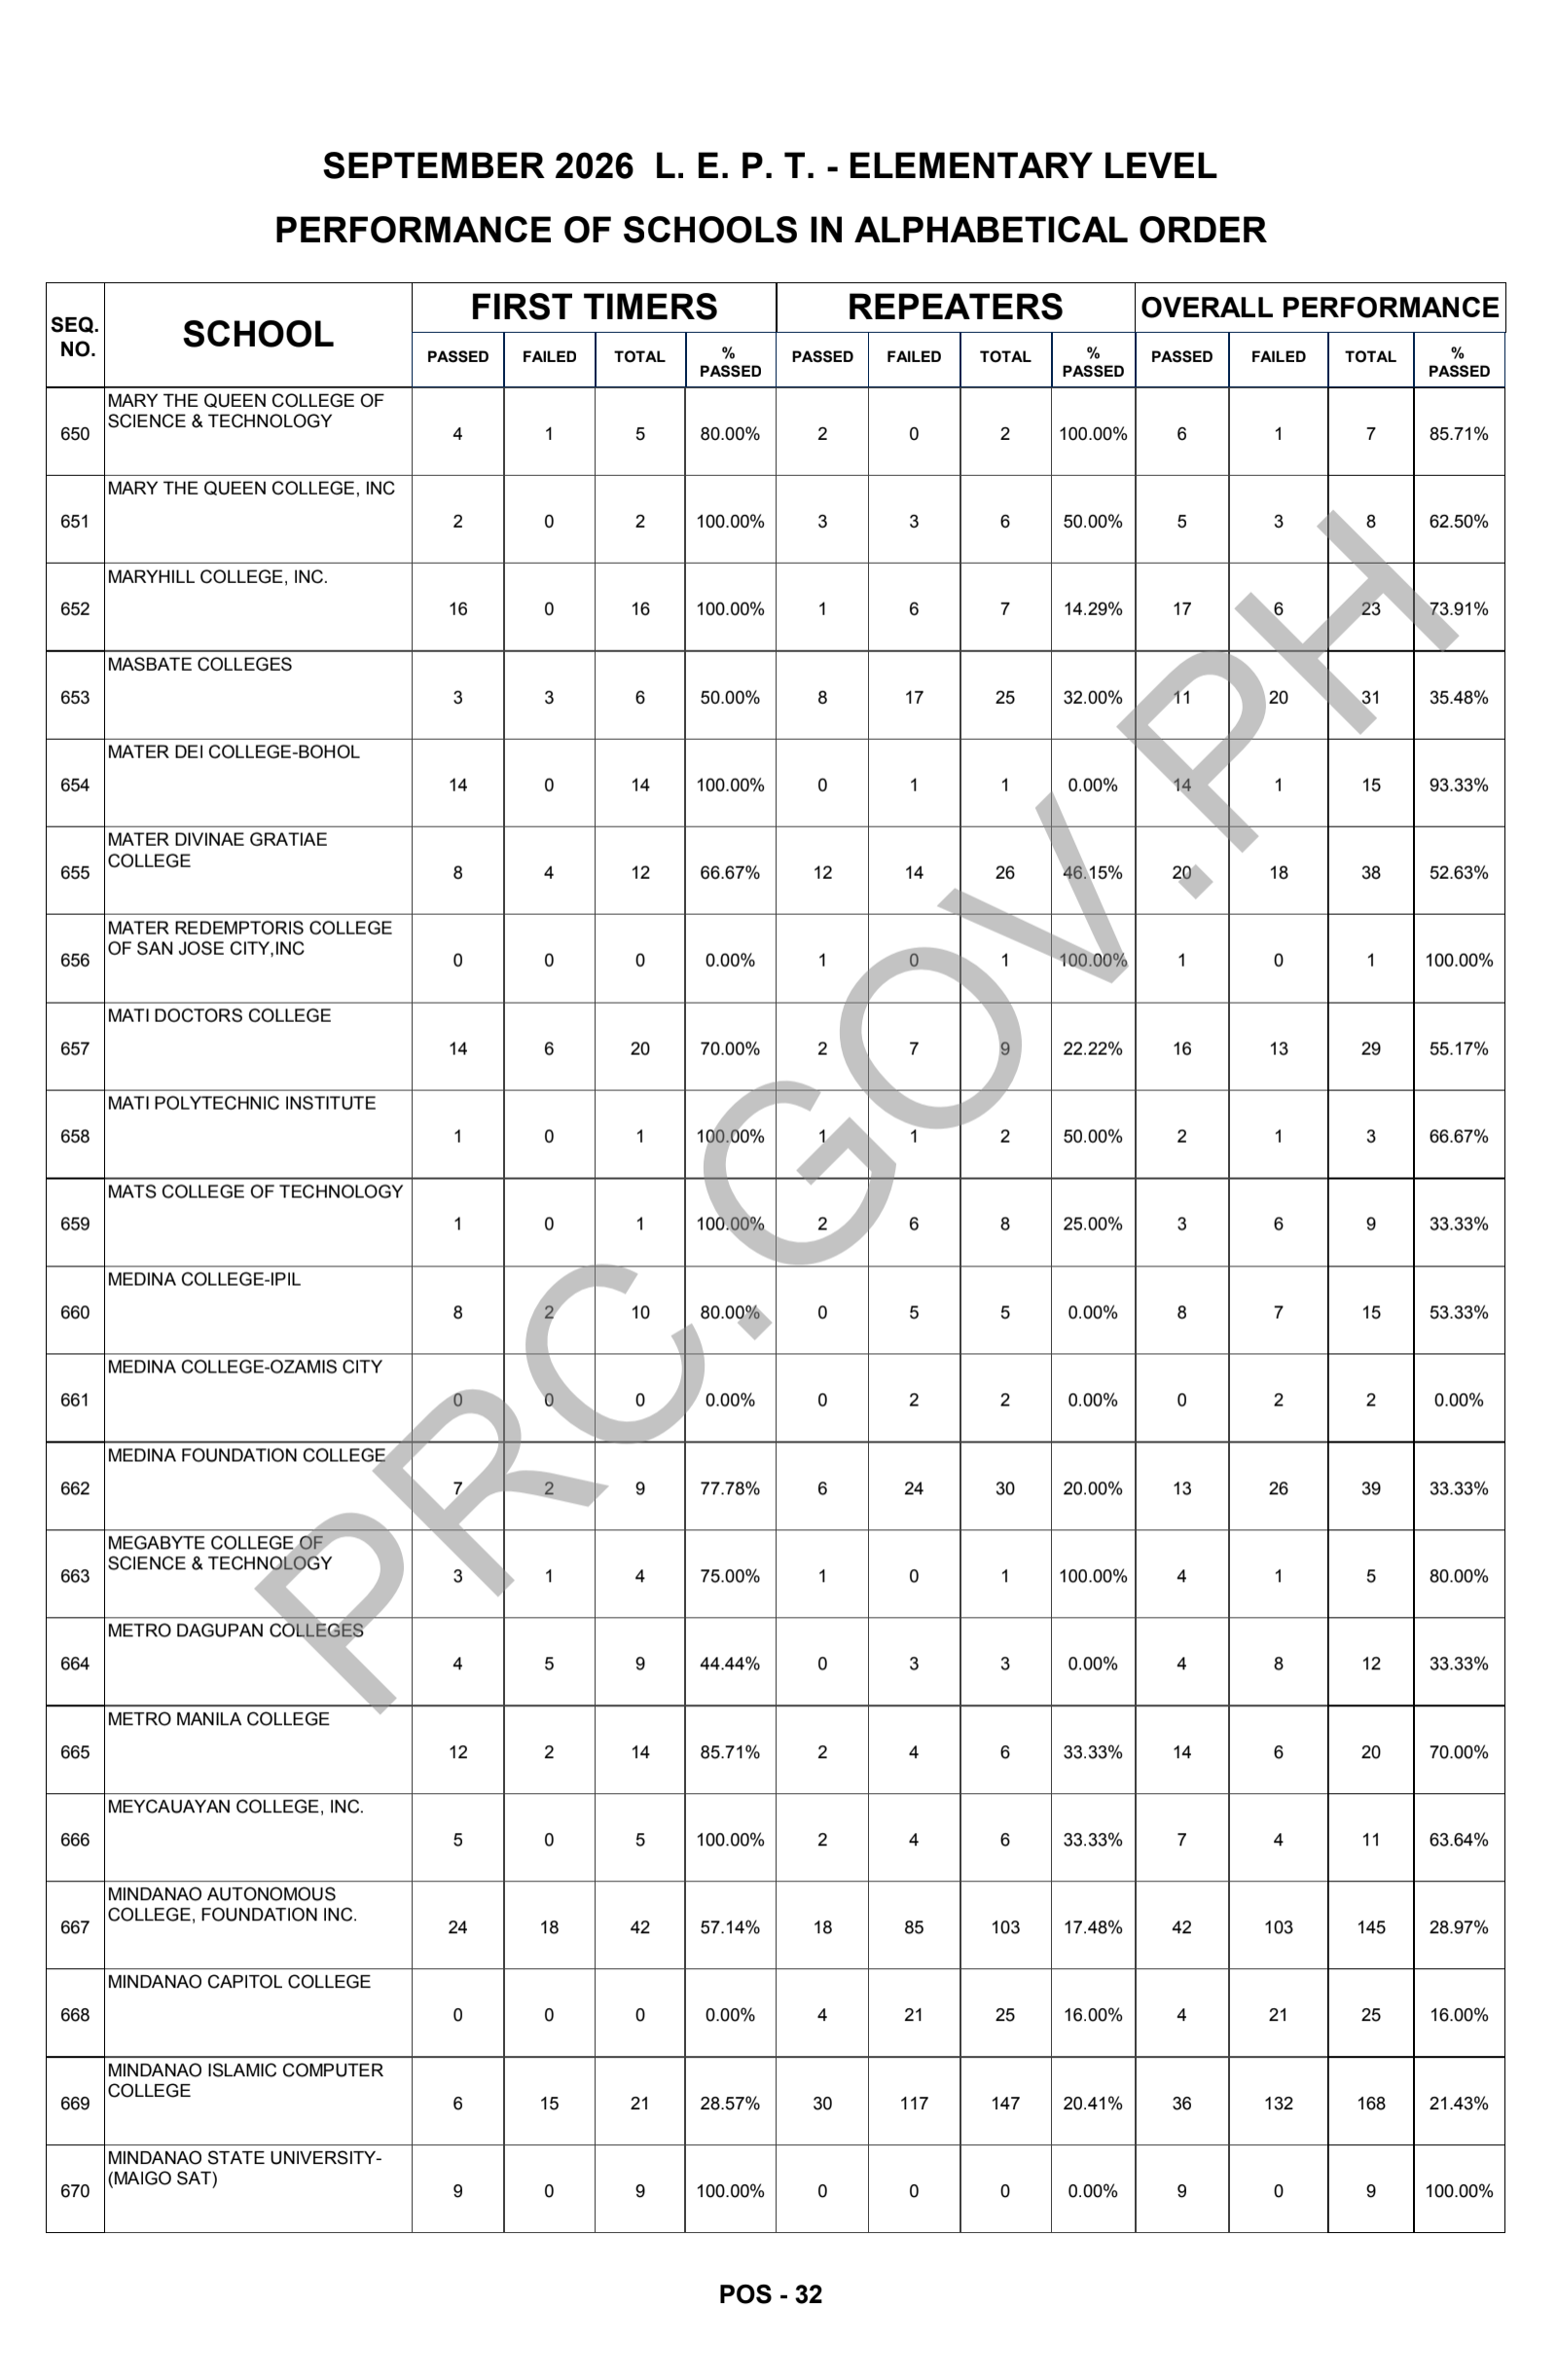 SEPTEMBER 2026 L. E. P. T. - ELEMENTARY LEVEL
PERFORMANCE OF SCHOOLS IN ALPHABETICAL ORDER
SEQ. NO. SCHOOL FIRST TIMERS REPEATERS OVERALL PERFORMANCE
PASSED FAILED TOTAL % PASSED PASSED FAILED TOTAL % PASSED PASSED FAILED TOTAL % PASSED
MARY THE QUEEN COLLEGE OF
SCIENCE & TECHNOLOGY
650 4 1 5 80.00% 2 0 2 100.00% 6 1 7 85.71%
MARY THE QUEEN COLLEGE, INC
651 2 0 2 100.00% 3 3 6 50.00% 5 3 8 62.50%
MARYHILL COLLEGE, INC.
652 16 0 16 100.00% 1 6 7 14.29% 17 6 23 73.91%
MASBATE COLLEGES
653 3 3 6 50.00% 8 17 25 32.00% 11 20 31 35.48%
MATER DEI COLLEGE-BOHOL
654 14 0 14 100.00% 0 1 1 0.00% 14 1 15 93.33%
MATER DIVINAE GRATIAE
COLLEGE
655 8 4 12 66.67% 12 14 26 46.15% 20 18 38 52.63%
MATER REDEMPTORIS COLLEGE
OF SAN JOSE CITY,INC
656 0 0 0 0.00% 1 0 1 100.00% 1 0 1 100.00%
MATI DOCTORS COLLEGE
657 14 6 20 70.00% 2 7 9 22.22% 16 13 29 55.17%
MATI POLYTECHNIC INSTITUTE
658 1 0 1 100.00% 1 1 2 50.00% 2 1 3 66.67%
MATS COLLEGE OF TECHNOLOGY
659 1 0 1 100.00% 2 6 8 25.00% 3 6 9 33.33%
MEDINA COLLEGE-IPIL
660 8 2 10 80.00% 0 5 5 0.00% 8 7 15 53.33%
MEDINA COLLEGE-OZAMIS CITY
661 0 0 0 0.00% 0 2 2 0.00% 0 2 2 0.00%
MEDINA FOUNDATION COLLEGE
662 7 2 9 77.78% 6 24 30 20.00% 13 26 39 33.33%
MEGABYTE COLLEGE OF
SCIENCE & TECHNOLOGY
663 3 1 4 75.00% 1 0 1 100.00% 4 1 5 80.00%
METRO DAGUPAN COLLEGES
664 4 5 9 44.44% 0 3 3 0.00% 4 8 12 33.33%
METRO MANILA COLLEGE
665 12 2 14 85.71% 2 4 6 33.33% 14 6 20 70.00%
MEYCAUAYAN COLLEGE, INC.
666 5 0 5 100.00% 2 4 6 33.33% 7 4 11 63.64%
MINDANAO AUTONOMOUS
COLLEGE, FOUNDATION INC.
667 24 18 42 57.14% 18 85 103 17.48% 42 103 145 28.97%
MINDANAO CAPITOL COLLEGE
668 0 0 0 0.00% 4 21 25 16.00% 4 21 25 16.00%
MINDANAO ISLAMIC COMPUTER
COLLEGE
669 6 15 21 28.57% 30 117 147 20.41% 36 132 168 21.43%
MINDANAO STATE UNIVERSITY-
(MAIGO SAT)
670 9 0 9 100.00% 0 0 0 0.00% 9 0 9 100.00%
PRC.GOV.PH
POS - 32